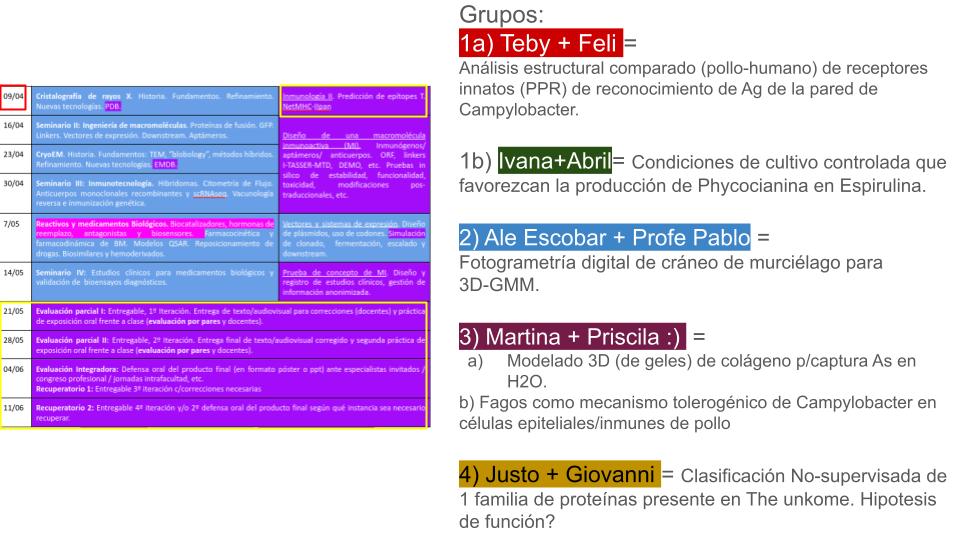 09/04
Cristalografía de rayos X. Historia. Fundamentos. Refinamiento.
Nuevas tecnologías. PDB.
Inmunología II. Predicción de epítopes T.
NetMHC-IIpan
16/04
Seminario II: Ingeniería de macromoléculas. Proteínas de fusión. GFP.
Linkers. Vectores de expresión. Downstream. Aptámeros.
Diseño de una macromolécula
inmunoactiva (MI). Inmunógenos/
aptámeros/ anticuerpos. ORF, linkers
I-TASSER-MTD, DEMO, etc. Pruebas in
silico de estabilidad, funcionalidad,
toxicidad, modificaciones pos-
traduccionales, etc.
23/04
CryoEM. Historia. Fundamentos: TEM, "blobology", métodos híbridos.
Refinamiento. Nuevas tecnologías. EMDB.
30/04
Seminario III: Inmunotecnología. Hibridomas. Citometría de Flujo.
Anticuerpos monoclonales recombinantes y scRNAseq. Vacunología
reversa e inmunización genética.
7/05
Reactivos y medicamentos Biológicos. Biocatalizadores, hormonas de
reemplazo, antagonistas y biosensores. Farmacocinética y
farmacodinámica de BM. Modelos QSAR. Reposicionamiento de
drogas. Biosimilares y hemoderivados.
Vectores y sistemas de expresión. Diseño
de plásmidos, uso de codones. Simulación
de clonado, fermentación, escalado y
downstream.
14/05
Seminario IV: Estudios clínicos para medicamentos biológicos y
validación de bioensayos diagnósticos.
Prueba de concepto de MI. Diseño y
registro de estudios clínicos, gestión de
información anonimizada.
21/05
Evaluación parcial I: Entregable, 1º Iteración. Entrega de texto/audiovisual para correcciones (docentes) y práctica
de exposición oral frente a clase (evaluación por pares y docentes).
28/05
Evaluación parcial II: Entregable, 2º Iteración. Entrega final de texto/audiovisual corregido y segunda práctica de
exposición oral frente a clase (evaluación por pares y docentes).
04/06
Evaluación Integradora: Defensa oral del producto final (en formato póster o ppt) ante especialistas invitados /
congreso profesional / jornadas intrafacultad, etc.
Recuperatorio 1: Entregable 3º Iteración c/correcciones necesarias
11/06
Recuperatorio 2: Entregable 4º Iteración y/o 2º defensa oral del producto final según qué instancia sea necesario
recuperar.
Grupos:
1a) Teby + Feli =
Análisis estructural comparado (pollo-humano) de receptores
innatos (PPR) de reconocimiento de Ag de la pared de
Campylobacter.
1b) Ivana+Abril= Condiciones de cultivo controlada que
favorezcan la producción de Phycocianina en Espirulina.
2) Ale Escobar + Profe Pablo =
Fotogrametría digital de cráneo de murciélago para
3D-GMM.
3) Martina + Priscila :) =
a) Modelado 3D (de geles) de colágeno p/captura As en
H2O.
b) Fagos como mecanismo tolerogénico de Campylobacter en
células epiteliales/inmunes de pollo
4) Justo + Giovanni = Clasificación No-supervisada de
1 familia de proteínas presente en The unkome. Hipotesis
de función?